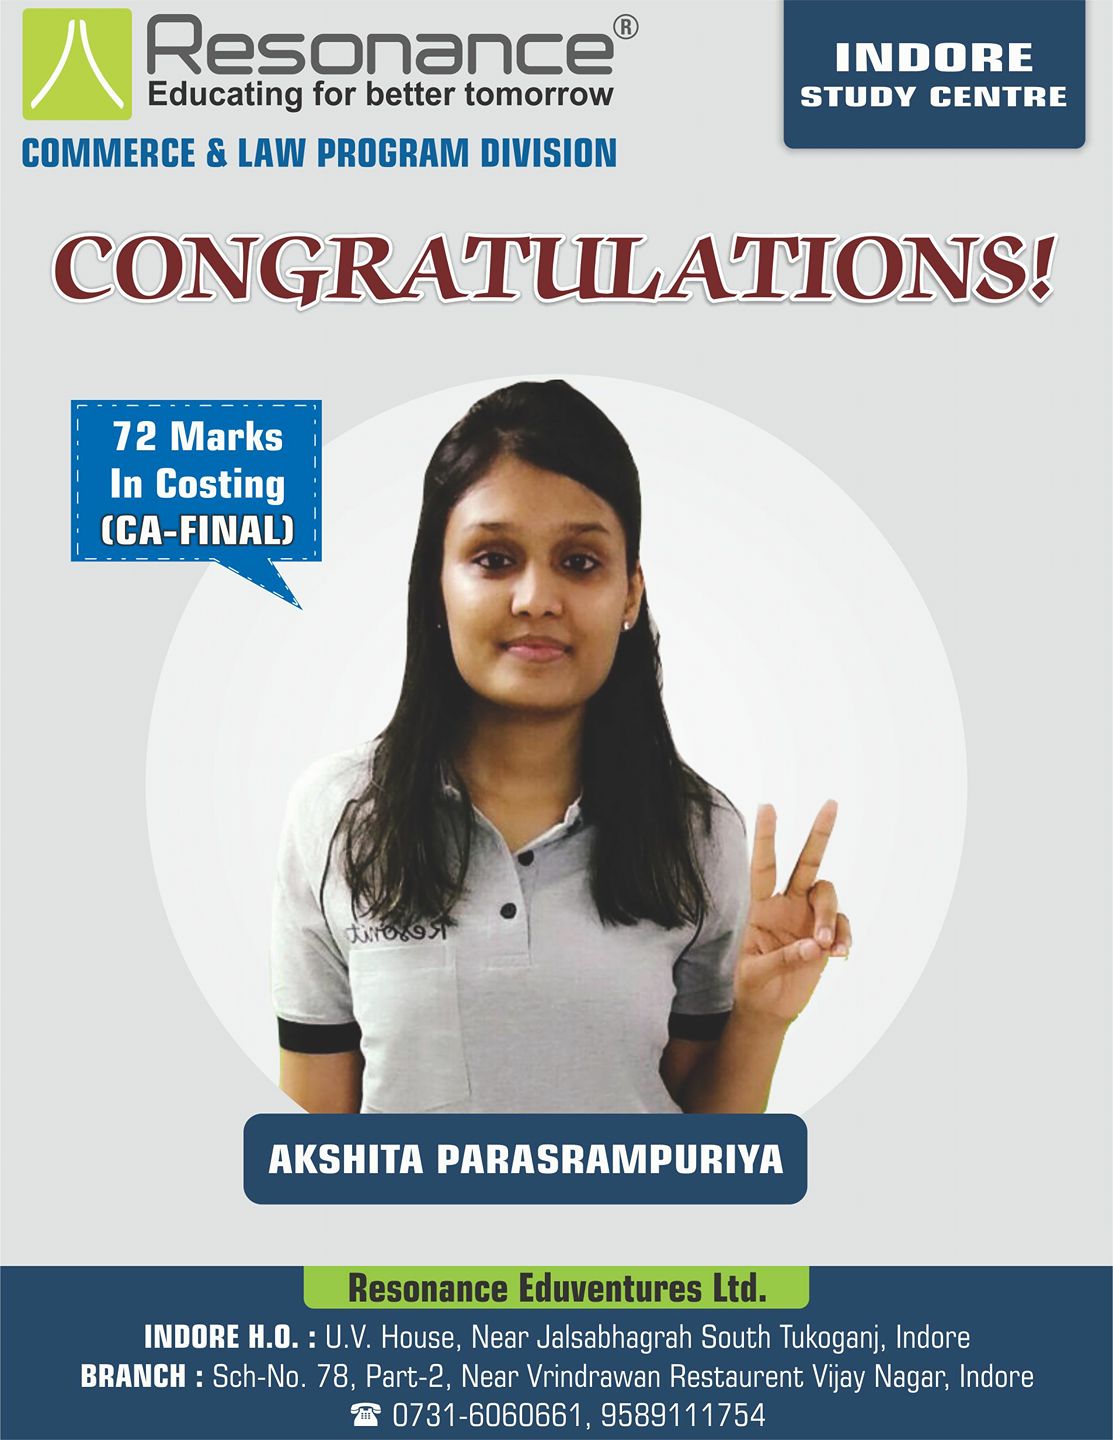 Resonance®
Educating for better tomorrow
COMMERCE & LAW PROGRAM DIVISION
INDORE
STUDY CENTRE
CONGRATULATIONS!
72 Marks
In Costing
(CA-FINAL)
Resonit
AKSHITA PARASRAMPURIYA
Resonance Eduventures Ltd.
INDORE H.O. : U.V. House, Near Jalsabhagrah South Tukoganj, Indore
BRANCH : Sch-No. 78, Part-2, Near Vrindrawan Restaurent Vijay Nagar, Indore
☎ 0731-6060661, 9589111754